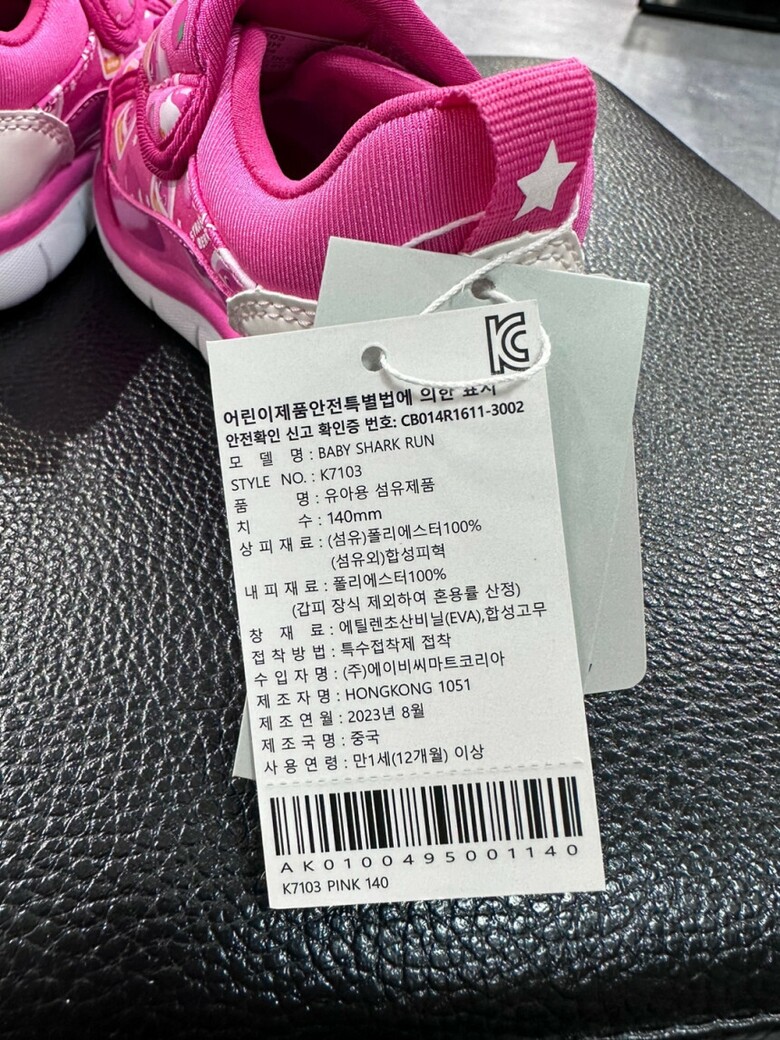 어린이제품안전특별법에 의한 표시
안전확인 신고 확인증 번호: CB014R1611-3002
모 델 명 : BABY SHARK RUN
STYLE NO. : K7103
품 명 : 유아용 섬유제품
치 수 : 140mm
상 피 재 료 : (섬유)폴리에스터100%
(섬유외)합성피혁
내 피 재 료 : 폴리에스터100%
(갑피 장식 제외하여 혼용률 산정)
창 재 료 : 에틸렌초산비닐(EVA),합성고무
접 착 방 법 : 특수접착제 접착
수 입 자 명 : (주)에이비씨마트코리아
제 조 자 명 : HONGKONG 1051
제 조 연 월 : 2023년 8월
제 조 국 명 : 중국
사 용 연 령 : 만1세(12개월) 이상
AK0100495001140
K7103 PINK 140